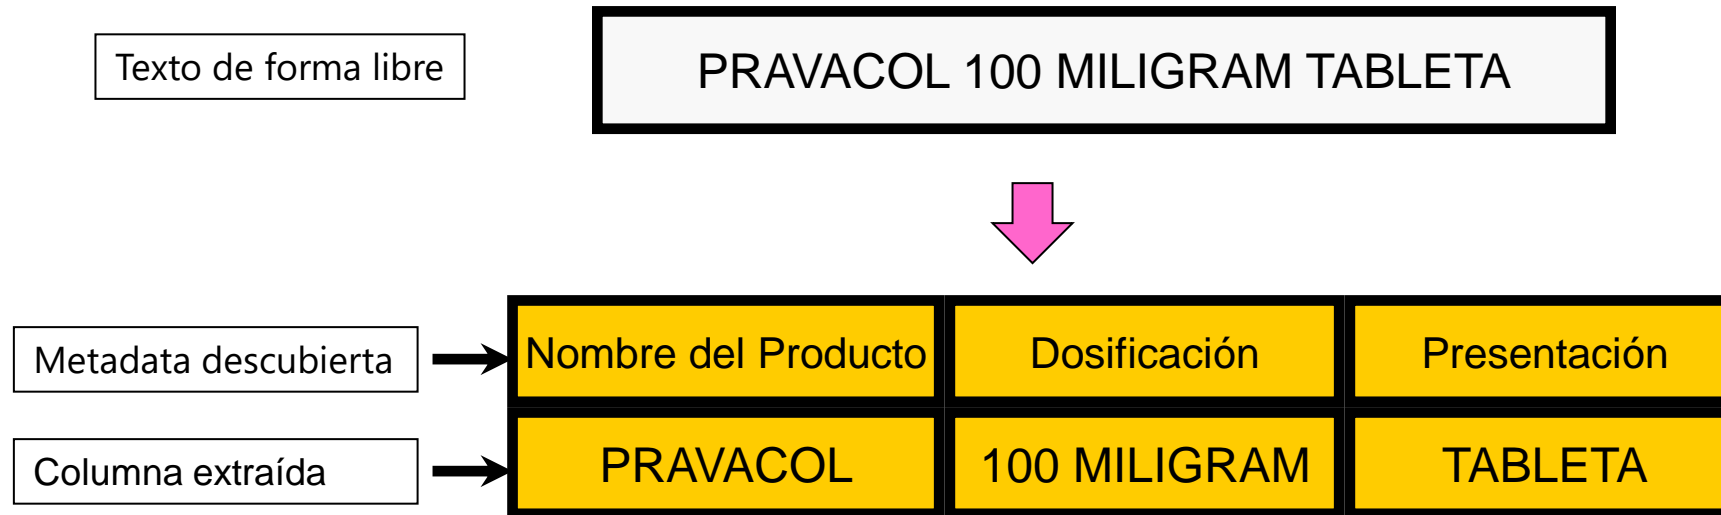 Texto de forma libre
PRAVACOL 100 MILIGRAM TABLETA
Metadata descubierta
Nombre del Producto
Dosificación
Presentación
Columna extraída
PRAVACOL
100 MILIGRAM
TABLETA